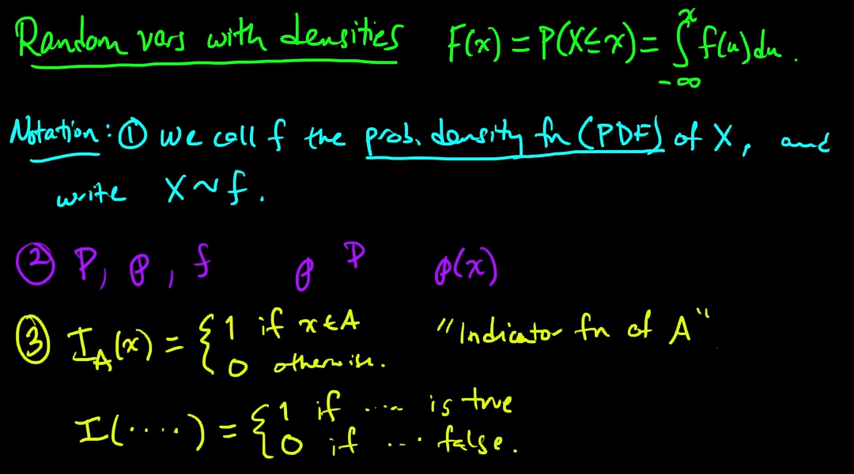 Random vars with densities F(x) = P(X≤x) = ∫_{-∞}^{x} f(u)du.
Notation: ① We call f the prob. density fn (PDF) of X, and
write X~f.
② P, p, f p P p(x)
③ I_A(x) = { 1 if x∈A "Indicator fn of A"
0 otherwise.
I(····) = { 1 if ···· is true
0 if ··· false.